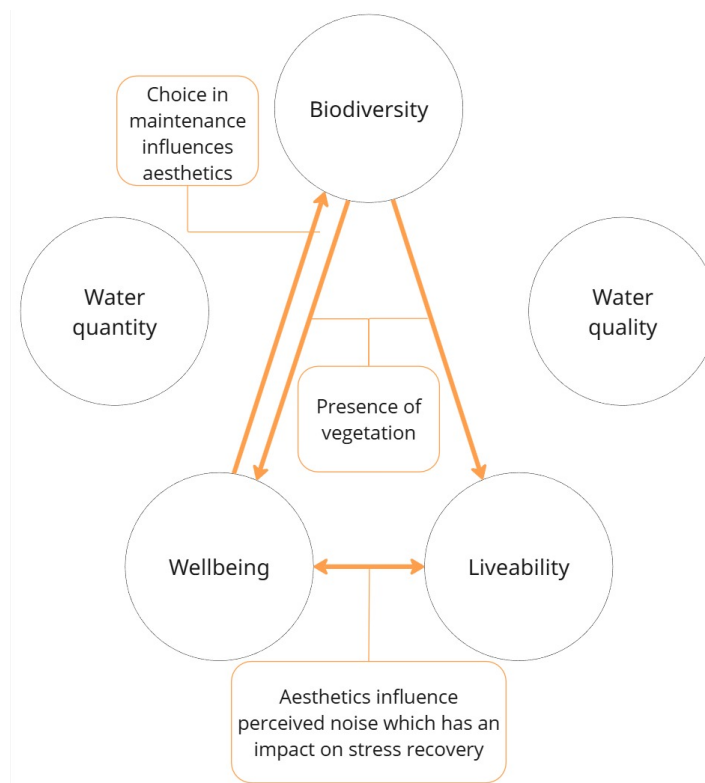 Biodiversity
Choice in
maintenance
influences
aesthetics
Water
quantity
Water
quality
Presence of
vegetation
Wellbeing
Liveability
Aesthetics influence
perceived noise which has an
impact on stress recovery